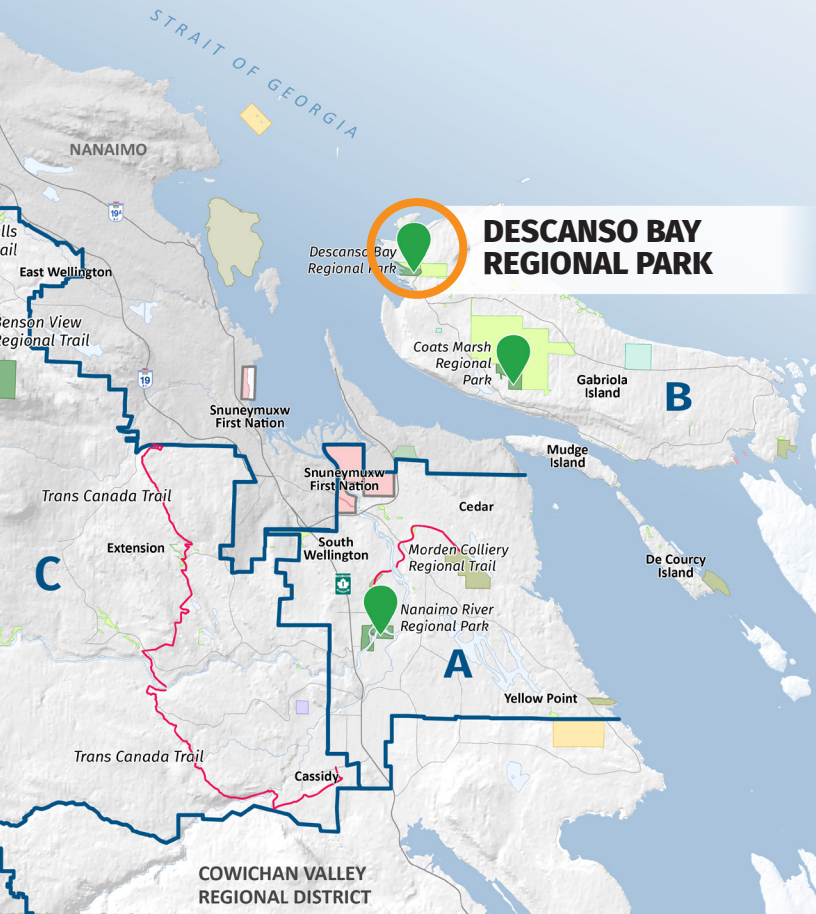 STRAIT OF GEORGIA
NANAIMO
19A
DESCANSO BAY
REGIONAL PARK
Descanso Bay
Regional Park
lls
ail
East Wellington
Benson View
Regional Trail
Coats Marsh
Regional
Park
Gabriola
Island
B
19
Snuneymuxw
First Nation
Mudge
Island
Snuneymuxw
First Nation
Trans Canada Trail
Cedar
South
Wellington
Extension
Morden Colliery
Regional Trail
De Courcy
Island
C
1
Nanaimo River
Regional Park
A
Yellow Point
Trans Canada Trail
Cassidy
COWICHAN VALLEY
REGIONAL DISTRICT